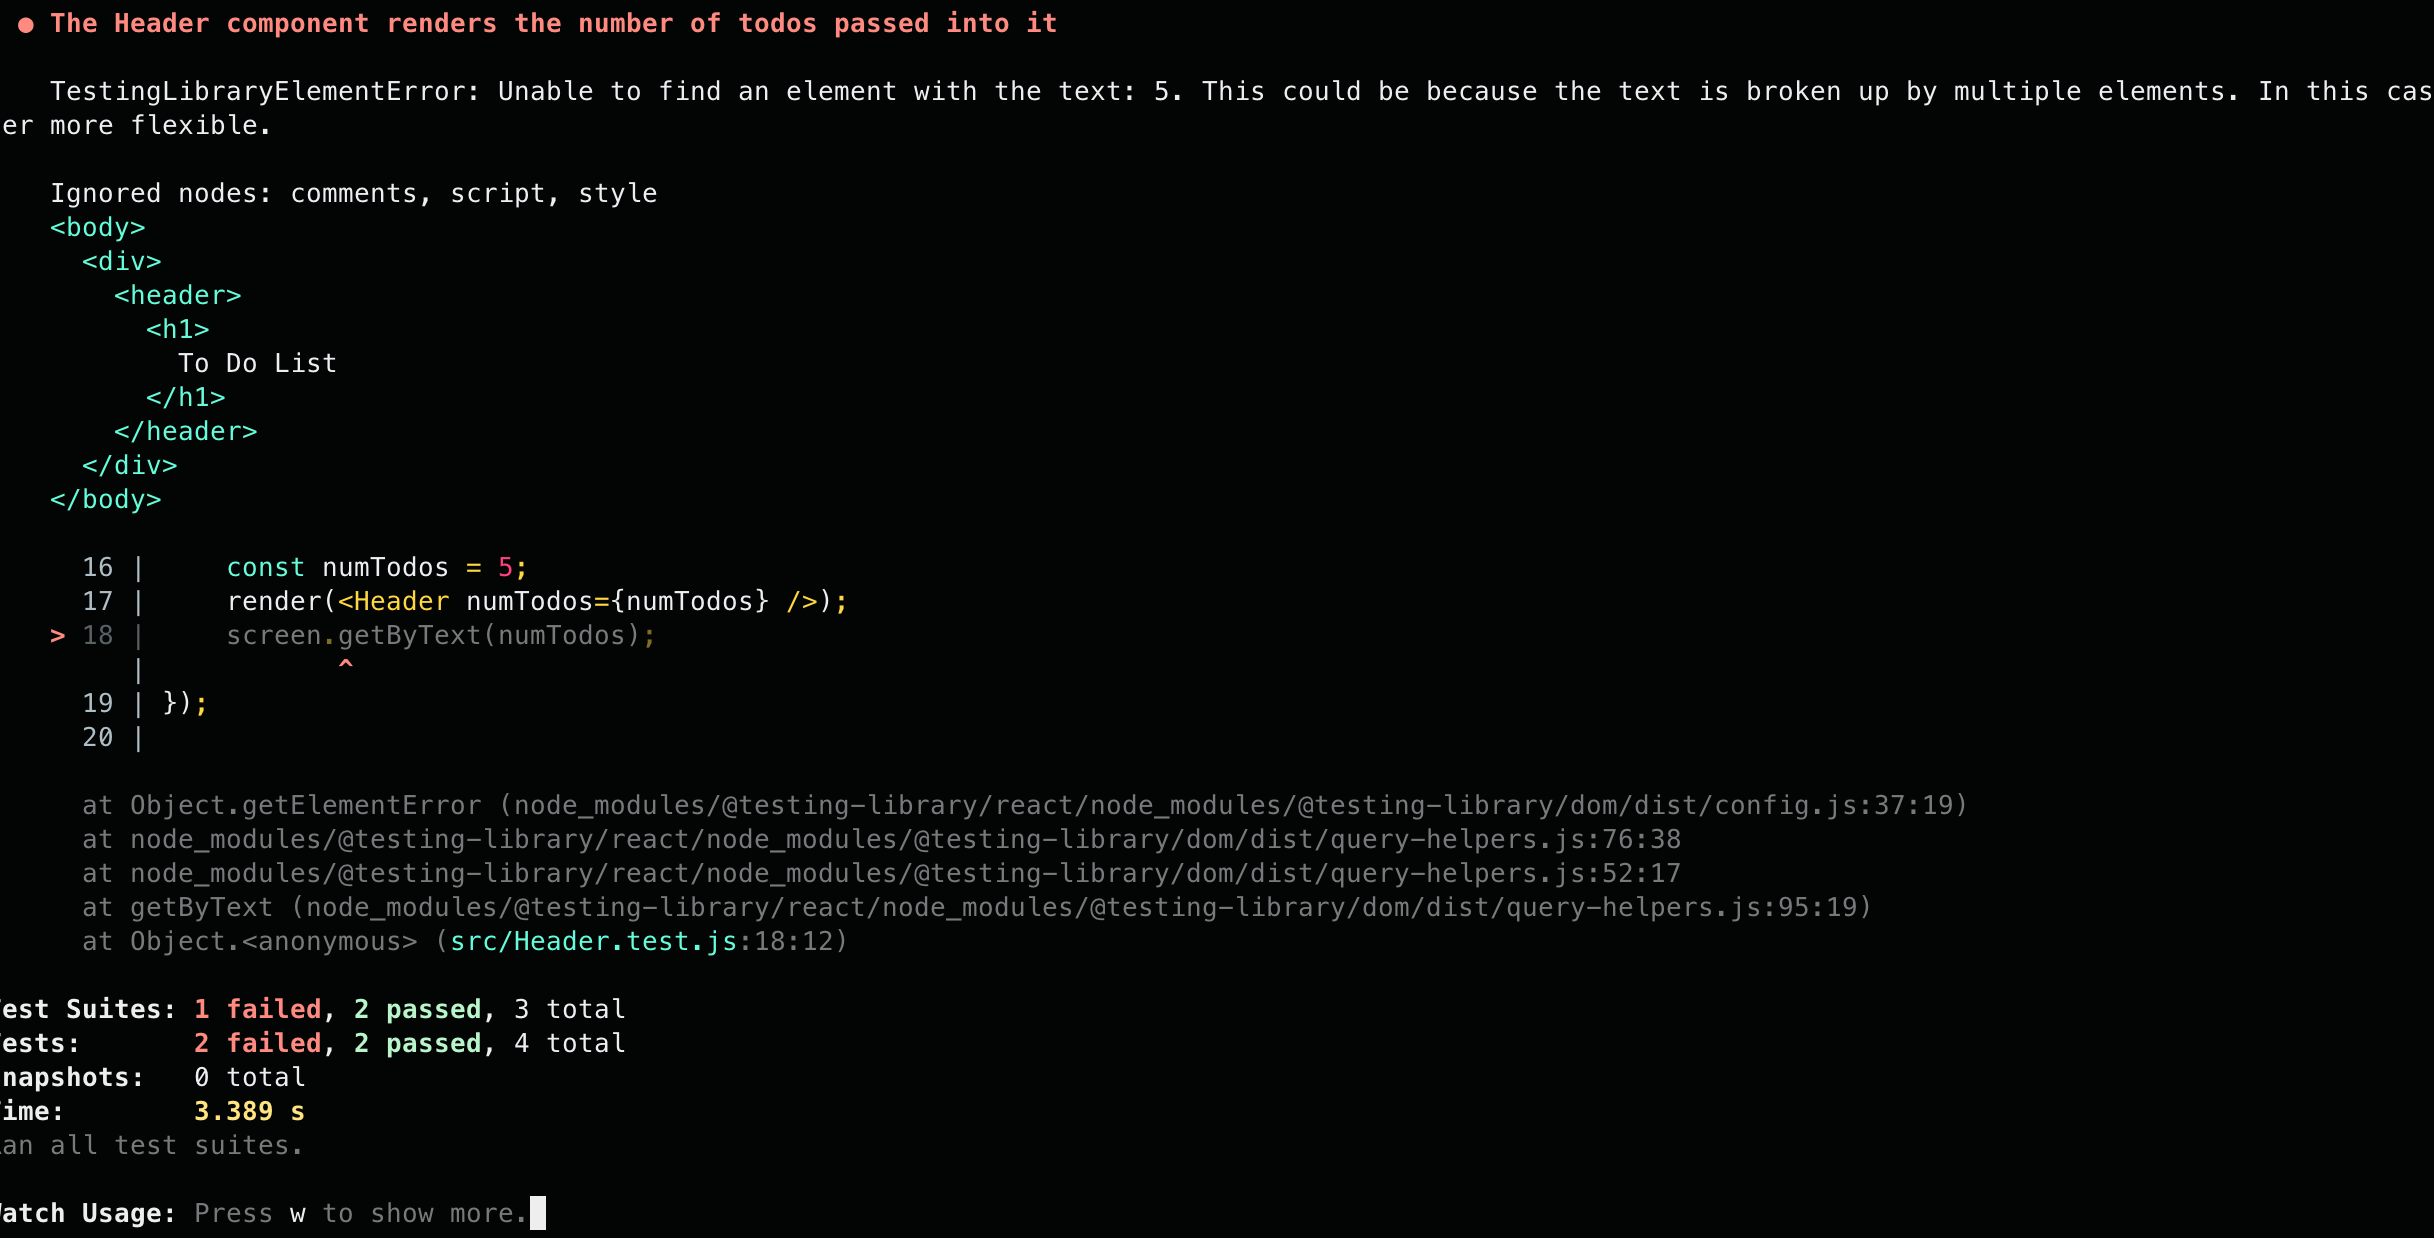 ● The Header component renders the number of todos passed into it
TestingLibraryElementError: Unable to find an element with the text: 5. This could be because the text is broken up by multiple elements. In this cas
er more flexible.
Ignored nodes: comments, script, style
<body>
<div>
<header>
<h1>
To Do List
</h1>
</header>
</div>
</body>
16 | const numTodos = 5;
17 | render(<Header numTodos={numTodos} />);
> 18 | screen.getByText(numTodos);
| ^
19 | });
20 |
at Object.getElementError (node_modules/@testing-library/react/node_modules/@testing-library/dom/dist/config.js:37:19)
at node_modules/@testing-library/react/node_modules/@testing-library/dom/dist/query-helpers.js:76:38
at node_modules/@testing-library/react/node_modules/@testing-library/dom/dist/query-helpers.js:52:17
at getByText (node_modules/@testing-library/react/node_modules/@testing-library/dom/dist/query-helpers.js:95:19)
at Object.<anonymous> (src/Header.test.js:18:12)
est Suites: 1 failed, 2 passed, 3 total
ests: 2 failed, 2 passed, 4 total
napshots: 0 total
ime: 3.389 s
an all test suites.
atch Usage: Press w to show more.